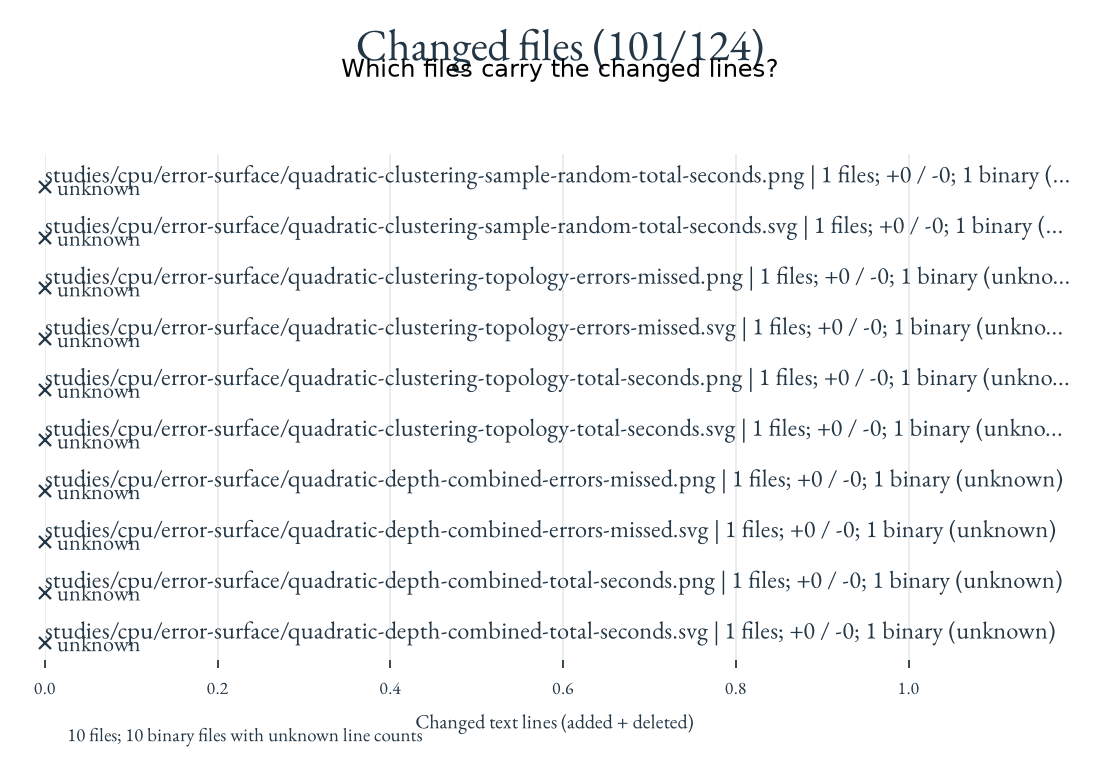 Changed files (101/124)
Which files carry the changed lines?
studies/cpu/error-surface/quadratic-clustering-sample-random-total-seconds.png | 1 files; +0 / -0; 1 binary (...
unknown
studies/cpu/error-surface/quadratic-clustering-sample-random-total-seconds.svg | 1 files; +0 / -0; 1 binary (...
unknown
studies/cpu/error-surface/quadratic-clustering-topology-errors-missed.png | 1 files; +0 / -0; 1 binary (unkno...
unknown
studies/cpu/error-surface/quadratic-clustering-topology-errors-missed.svg | 1 files; +0 / -0; 1 binary (unkno...
unknown
studies/cpu/error-surface/quadratic-clustering-topology-total-seconds.png | 1 files; +0 / -0; 1 binary (unkno...
unknown
studies/cpu/error-surface/quadratic-clustering-topology-total-seconds.svg | 1 files; +0 / -0; 1 binary (unkno...
unknown
studies/cpu/error-surface/quadratic-depth-combined-errors-missed.png | 1 files; +0 / -0; 1 binary (unknown)
unknown
studies/cpu/error-surface/quadratic-depth-combined-errors-missed.svg | 1 files; +0 / -0; 1 binary (unknown)
unknown
studies/cpu/error-surface/quadratic-depth-combined-total-seconds.png | 1 files; +0 / -0; 1 binary (unknown)
unknown
studies/cpu/error-surface/quadratic-depth-combined-total-seconds.svg | 1 files; +0 / -0; 1 binary (unknown)
unknown
0.0 0.2 0.4 0.6 0.8 1.0
Changed text lines (added + deleted)
10 files; 10 binary files with unknown line counts